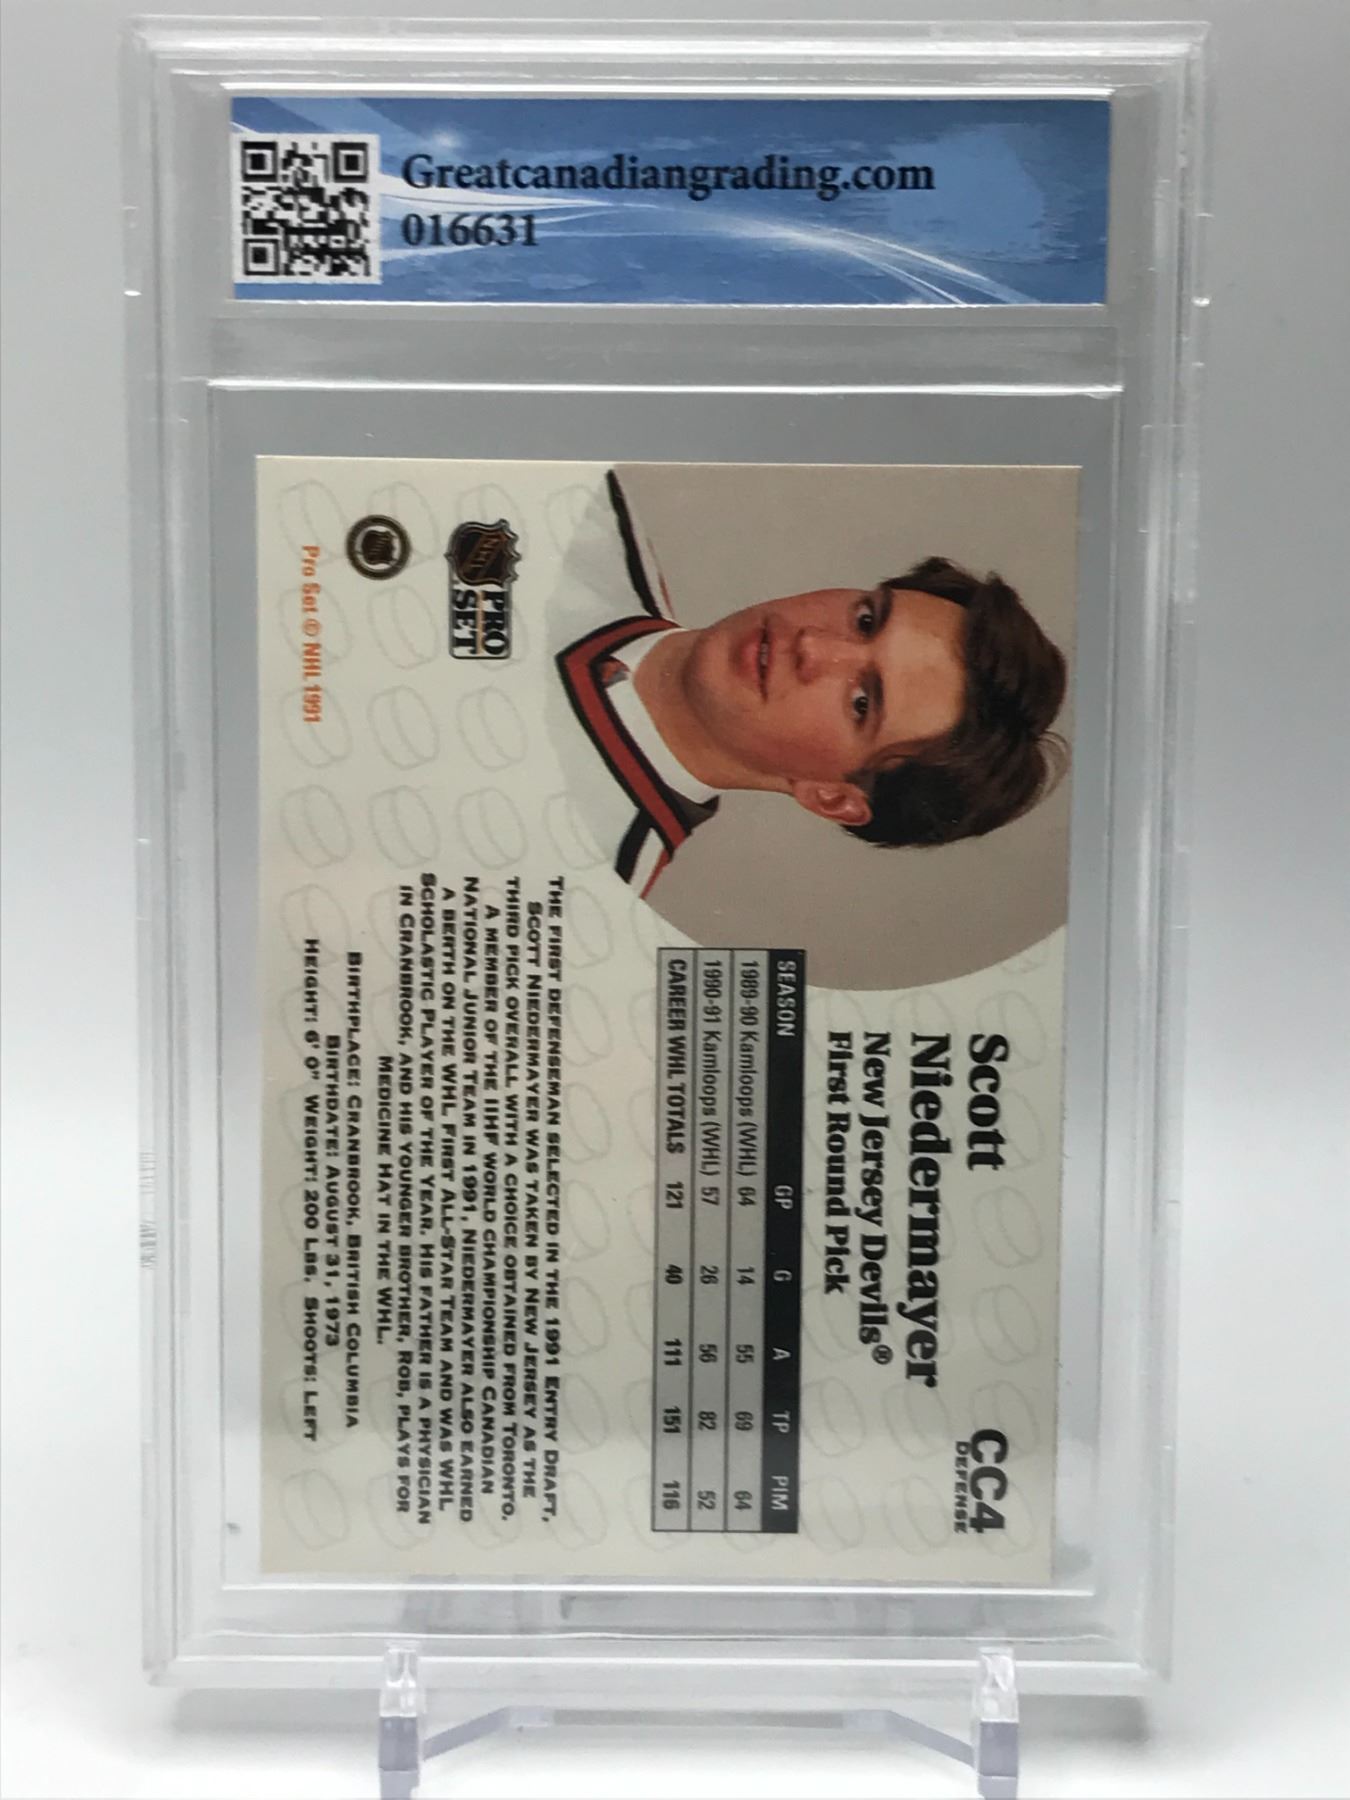 Greatcanadiangrading.com
016631
Scott
Niedermayer
New Jersey Devils®
First Round Pick
CC4
DEFENSE
SEASON GP G A TP PIM
1989-90 Kamloops (WHL) 64 14 55 69 64
1990-91 Kamloops (WHL) 57 26 56 82 52
CAREER WHL TOTALS 121 40 111 151 116
THE FIRST DEFENSEMAN SELECTED IN THE 1991 ENTRY DRAFT,
SCOTT NIEDERMAYER WAS TAKEN BY NEW JERSEY AS THE
THIRD PICK OVERALL WITH A CHOICE OBTAINED FROM TORONTO.
A MEMBER OF THE IIHF WORLD CHAMPIONSHIP CANADIAN
NATIONAL JUNIOR TEAM IN 1991, NIEDERMAYER ALSO EARNED
A BERTH ON THE WHL FIRST ALL-STAR TEAM AND WAS WHL
SCHOLASTIC PLAYER OF THE YEAR. HIS FATHER IS A PHYSICIAN
IN CRANBROOK, AND HIS YOUNGER BROTHER, ROB, PLAYS FOR
MEDICINE HAT IN THE WHL.
BIRTHPLACE: CRANBROOK, BRITISH COLUMBIA
BIRTHDATE: AUGUST 31, 1973
HEIGHT: 6' 0" WEIGHT: 200 LBS. SHOOTS: LEFT
NHL
PRO
SET
Pro Set © NHL 1991